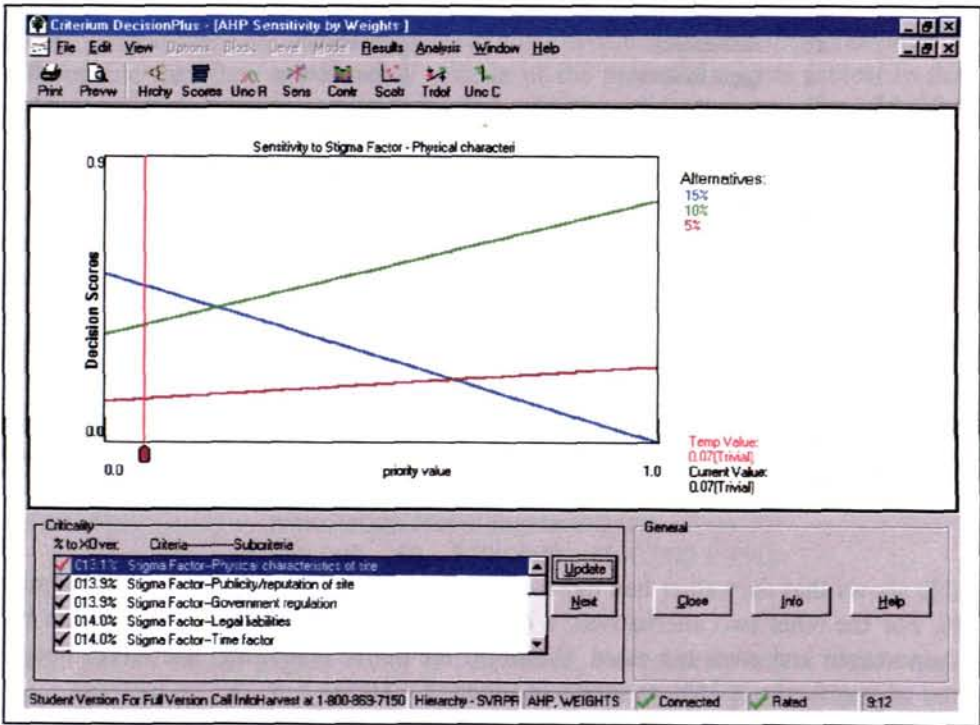 Criterium DecisionPlus - [AHP Sensitivity by Weights ]
File Edit View Options Block Level Mode Results Analysis Window Help
Print Prevw Hrchy Scores Unc R Sens Contr Scatr Trdof Unc C
Sensitivity to Stigma Factor - Physical characteri
0.9
Decision Scores
0.0
0.0 priority value 1.0
Alternatives:
15%
10%
5%
Temp Value:
0.07(Trivial)
Current Value:
0.07(Trivial)
Criticality
% to XOver: Criteria----------Subcriteria
013.1% Stigma Factor--Physical characteristics of site
013.9% Stigma Factor--Publicity/reputation of site
013.9% Stigma Factor--Government regulation
014.0% Stigma Factor--Legal liabilities
014.0% Stigma Factor--Time factor
Update
Next
General
Close Info Help
Student Version For Full Version Call InfoHarvest at 1-800-863-7150 Hierarchy - SVRPR AHP, WEIGHTS Connected Rated 9:12